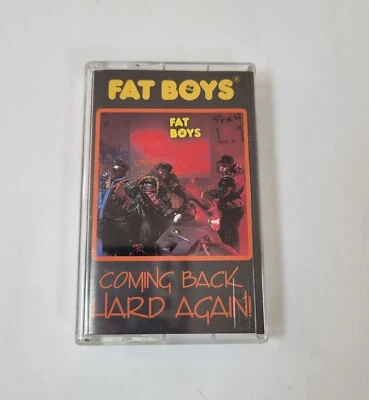 FAT BOYS®
FAT
BOYS
COMING BACK
HARD AGAIN